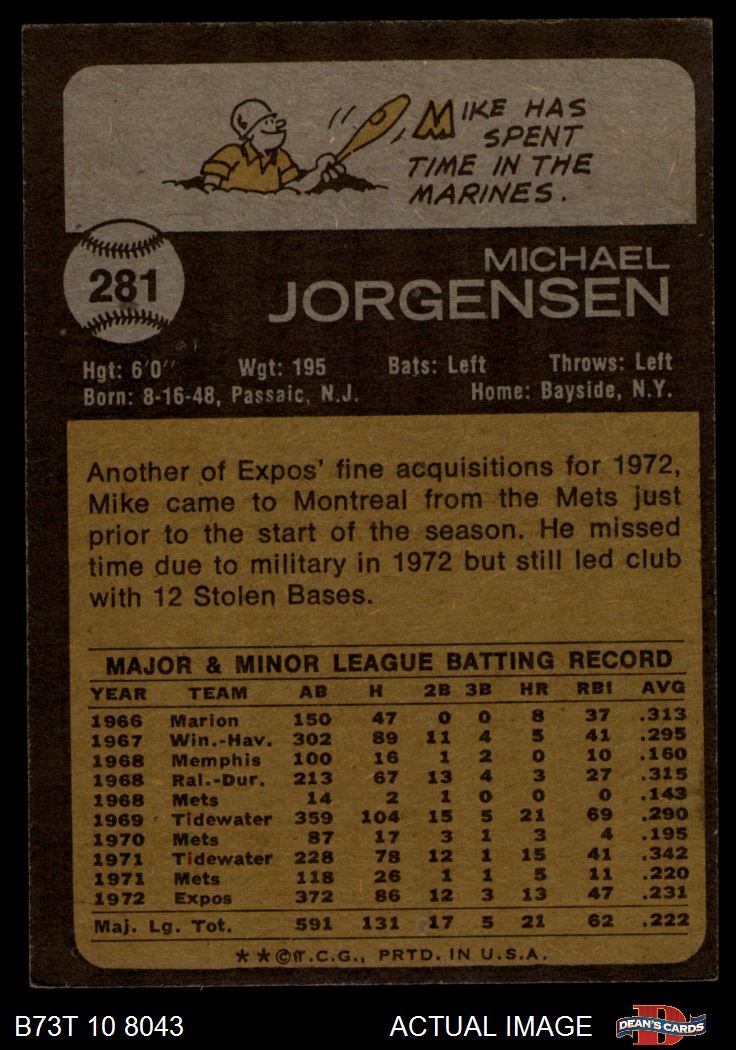 MIKE HAS
SPENT
TIME IN THE
MARINES.
281
MICHAEL
JORGENSEN
Hgt: 6'0" Wgt: 195 Bats: Left Throws: Left
Born: 8-16-48, Passaic, N.J. Home: Bayside, N.Y.
Another of Expos' fine acquisitions for 1972,
Mike came to Montreal from the Mets just
prior to the start of the season. He missed
time due to military in 1972 but still led club
with 12 Stolen Bases.
MAJOR & MINOR LEAGUE BATTING RECORD
YEAR TEAM AB H 2B 3B HR RBI AVG
1966 Marion 150 47 0 0 8 37 .313
1967 Win.-Hav. 302 89 11 4 5 41 .295
1968 Memphis 100 16 1 2 0 10 .160
1968 Ral.-Dur. 213 67 13 4 3 27 .315
1968 Mets 14 2 1 0 0 0 .143
1969 Tidewater 359 104 15 5 21 69 .290
1970 Mets 87 17 3 1 3 4 .195
1971 Tidewater 228 78 12 1 15 41 .342
1971 Mets 118 26 1 1 5 11 .220
1972 Expos 372 86 12 3 13 47 .231
Maj. Lg. Tot. 591 131 17 5 21 62 .222
★★©T.C.G., PRTD. IN U.S.A.
B73T 10 8043 ACTUAL IMAGE D DEAN'S CARDS